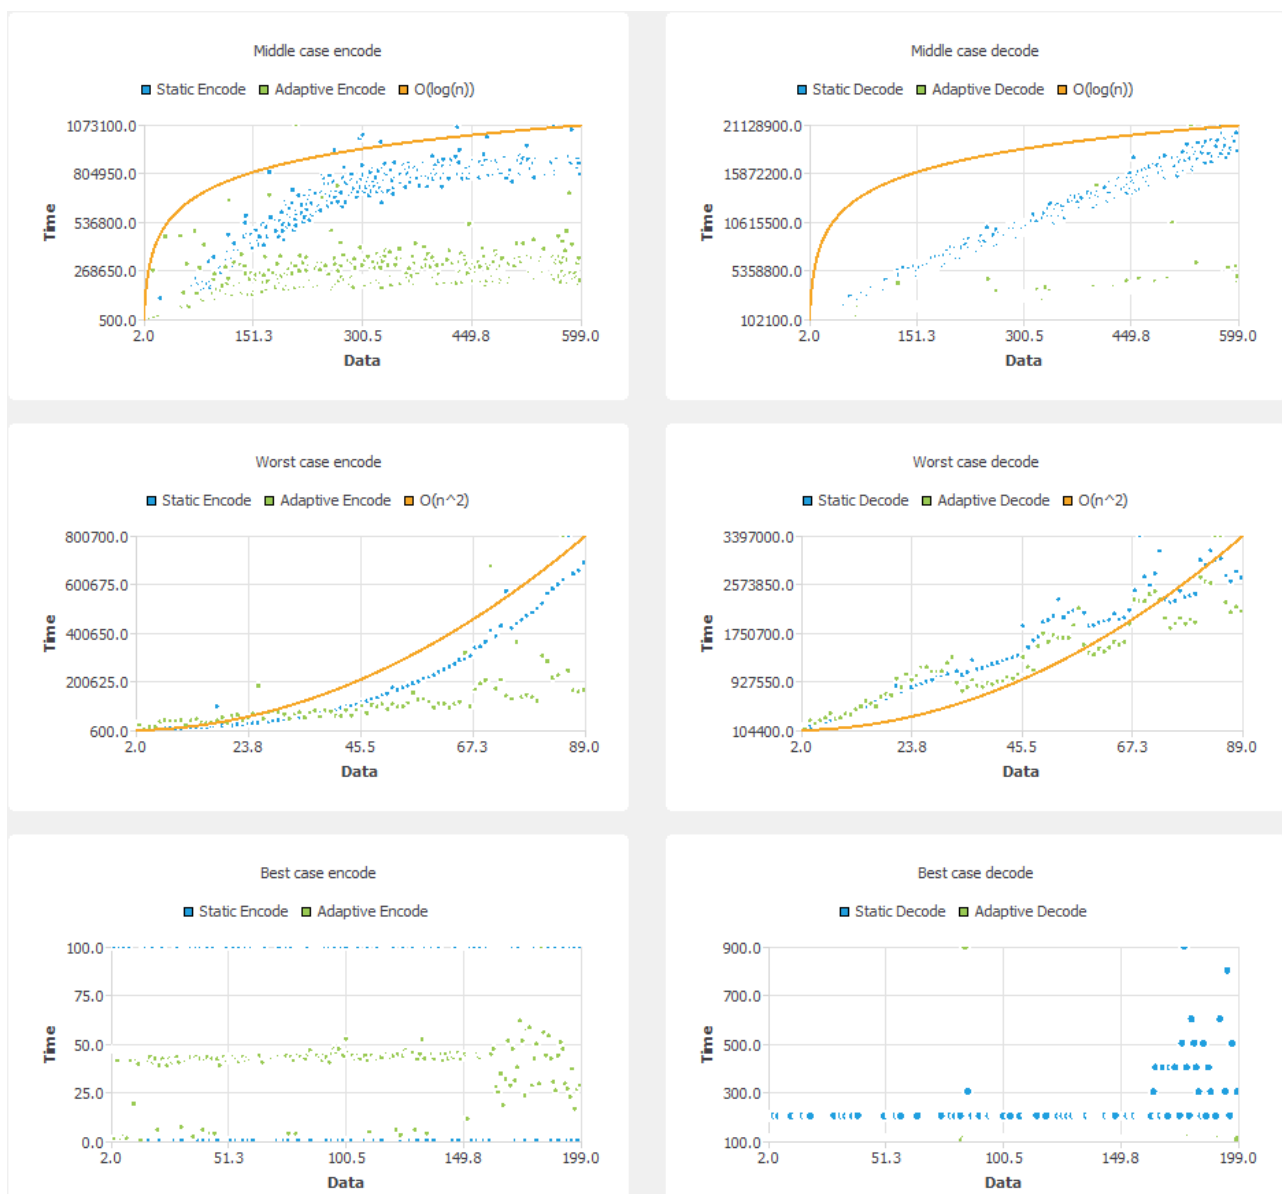 Middle case encode
Static Encode Adaptive Encode O(log(n))
1073100.0
804950.0
536800.0
268650.0
500.0
Time
2.0 151.3 300.5 449.8 599.0
Data
Middle case decode
Static Decode Adaptive Decode O(log(n))
21128900.0
15872200.0
10615500.0
5358800.0
102100.0
Time
2.0 151.3 300.5 449.8 599.0
Data
Worst case encode
Static Encode Adaptive Encode O(n^2)
800700.0
600675.0
400650.0
200625.0
600.0
Time
2.0 23.8 45.5 67.3 89.0
Data
Worst case decode
Static Decode Adaptive Decode O(n^2)
3397000.0
2573850.0
1750700.0
927550.0
104400.0
Time
2.0 23.8 45.5 67.3 89.0
Data
Best case encode
Static Encode Adaptive Encode
100.0
75.0
50.0
25.0
0.0
Time
2.0 51.3 100.5 149.8 199.0
Data
Best case decode
Static Decode Adaptive Decode
900.0
700.0
500.0
300.0
100.0
Time
2.0 51.3 100.5 149.8 199.0
Data